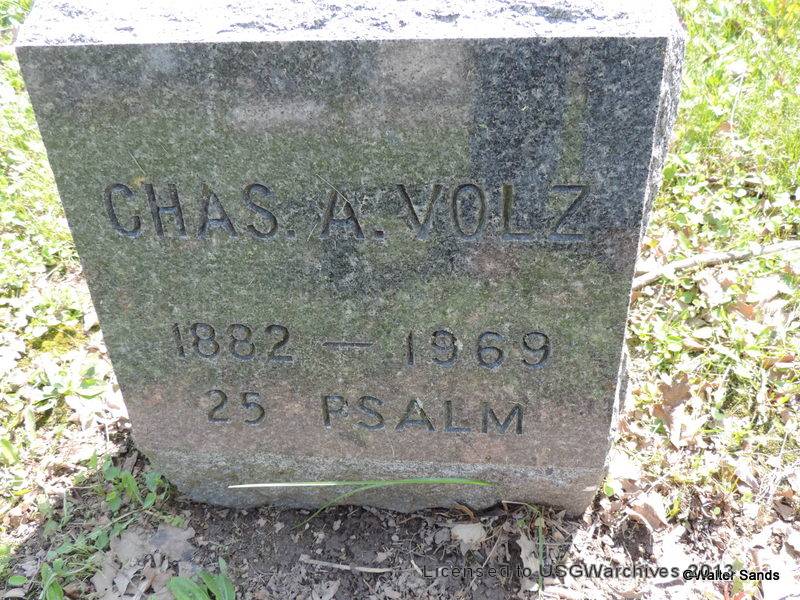 CHAS. A. VOLZ
1882 — 1969
25 PSALM
Licensed to USGWarchives 2013
©Walter Sands